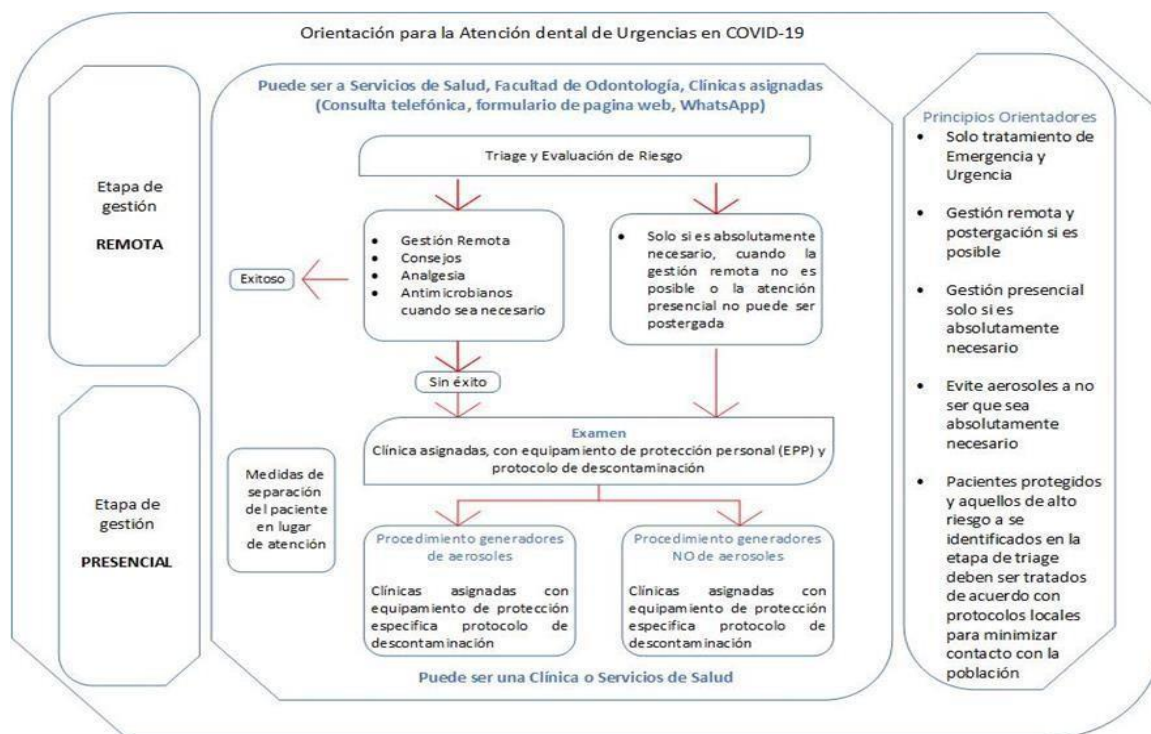 Orientación para la Atención dental de Urgencias en COVID-19
Puede ser a Servicios de Salud, Facultad de Odontología, Clínicas asignadas
(Consulta telefónica, formulario de pagina web, WhatsApp)
Etapa de
gestión
REMOTA
Triage y Evaluación de Riesgo
• Gestión Remota
• Consejos
• Analgesia
• Antimicrobianos
cuando sea necesario
Exitoso
• Solo si es absolutamente
necesario, cuando la
gestión remota no es
posible o la atención
presencial no puede ser
postergada
Sin éxito
Etapa de
gestión
PRESENCIAL
Examen
Clínica asignadas, con equipamiento de protección personal (EPP) y
protocolo de descontaminación
Medidas de
separación
del paciente
en lugar
de atención
Procedimiento generadores
de aerosoles
Clínicas asignadas con
equipamiento de protección
especifica protocolo de
descontaminación
Procedimiento generadores
NO de aerosoles
Clínicas asignadas con
equipamiento de protección
especifica protocolo de
descontaminación
Puede ser una Clínica o Servicios de Salud
Principios Orientadores
• Solo tratamiento de
Emergencia y
Urgencia
• Gestión remota y
postergación si es
posible
• Gestión presencial
solo si es
absolutamente
necesario
• Evite aerosoles a no
ser que sea
absolutamente
necesario
• Pacientes protegidos
y aquellos de alto
riesgo a se
identificados en la
etapa de triage
deben ser tratados
de acuerdo con
protocolos locales
para minimizar
contacto con la
población